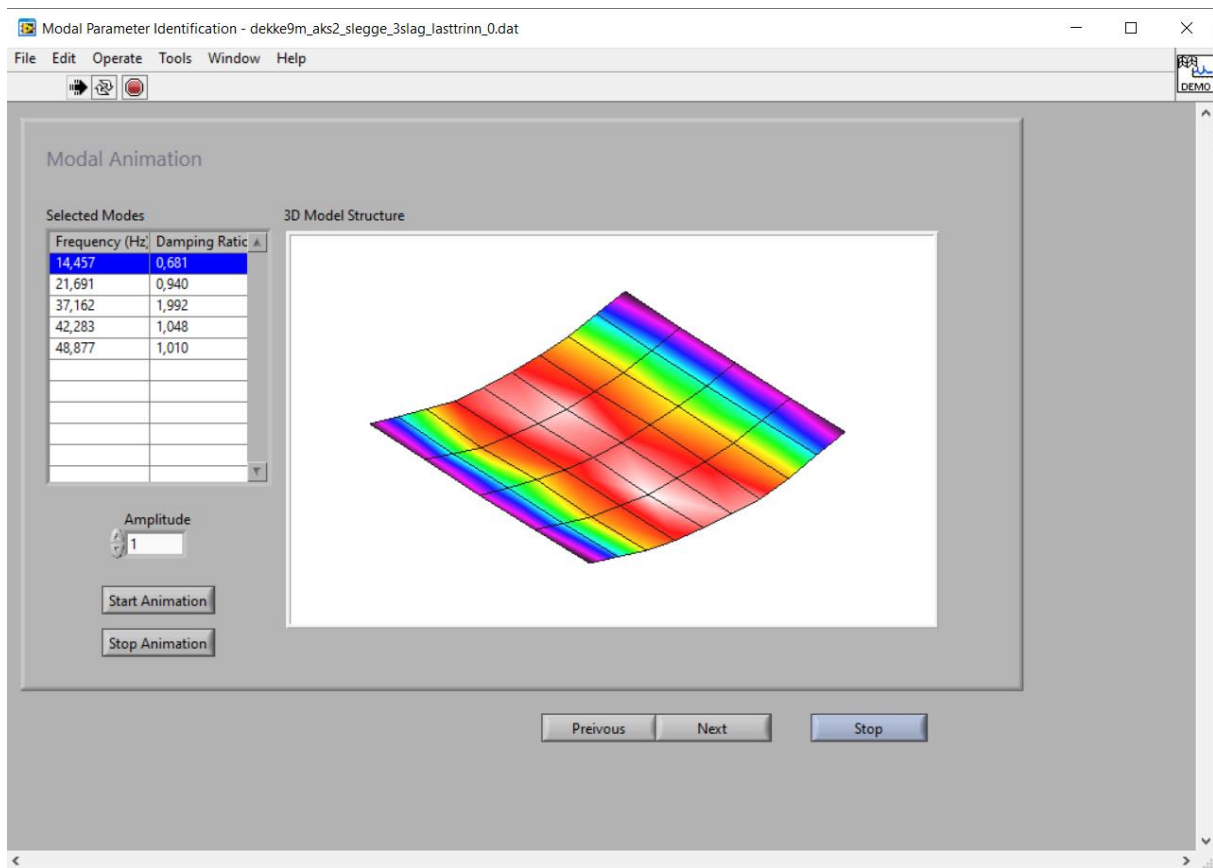 Modal Parameter Identification - dekke9m_aks2_slegge_3slag_lasttrinn_0.dat
File Edit Operate Tools Window Help
DEMO
Modal Animation
Selected Modes
3D Model Structure
Frequency (Hz) Damping Ratic
14,457 0,681
21,691 0,940
37,162 1,992
42,283 1,048
48,877 1,010
Amplitude
1
Start Animation
Stop Animation
Preivous Next Stop